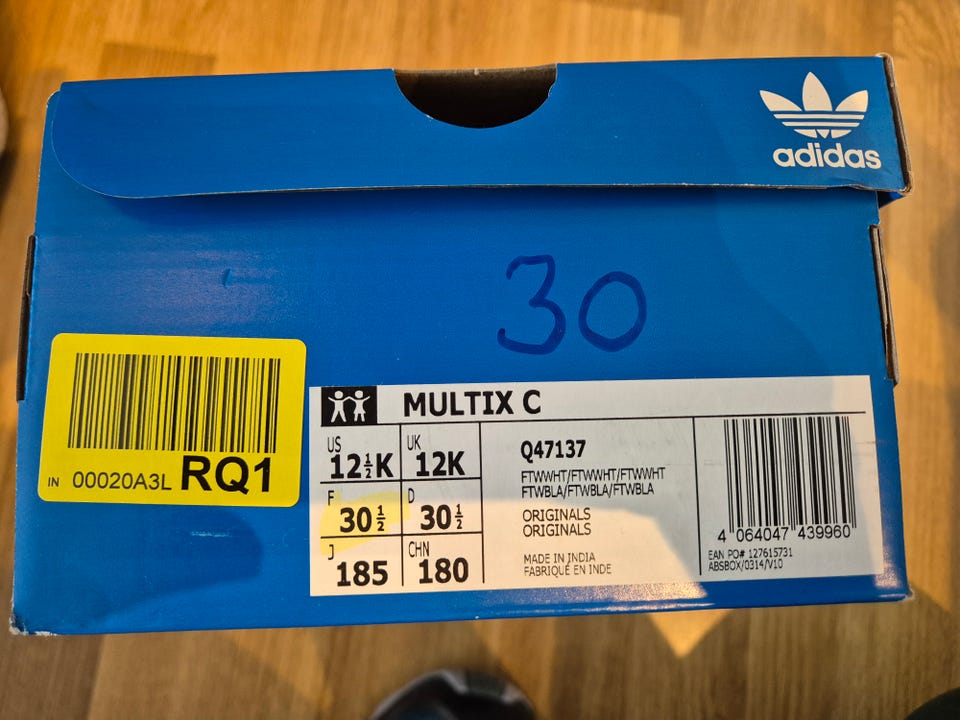 adidas
30
IN 00020A3L RQ1
MULTIX C
US 12½K UK 12K
F 30½ D 30½
J 185 CHN 180
Q47137
FTWWHT/FTWWHT/FTWWHT
FTWBLA/FTWBLA/FTWBLA
ORIGINALS
ORIGINALS
MADE IN INDIA
FABRIQUÉ EN INDE
4 064047 439960
EAN PO# 127615731
ABSBOX/0314/V10